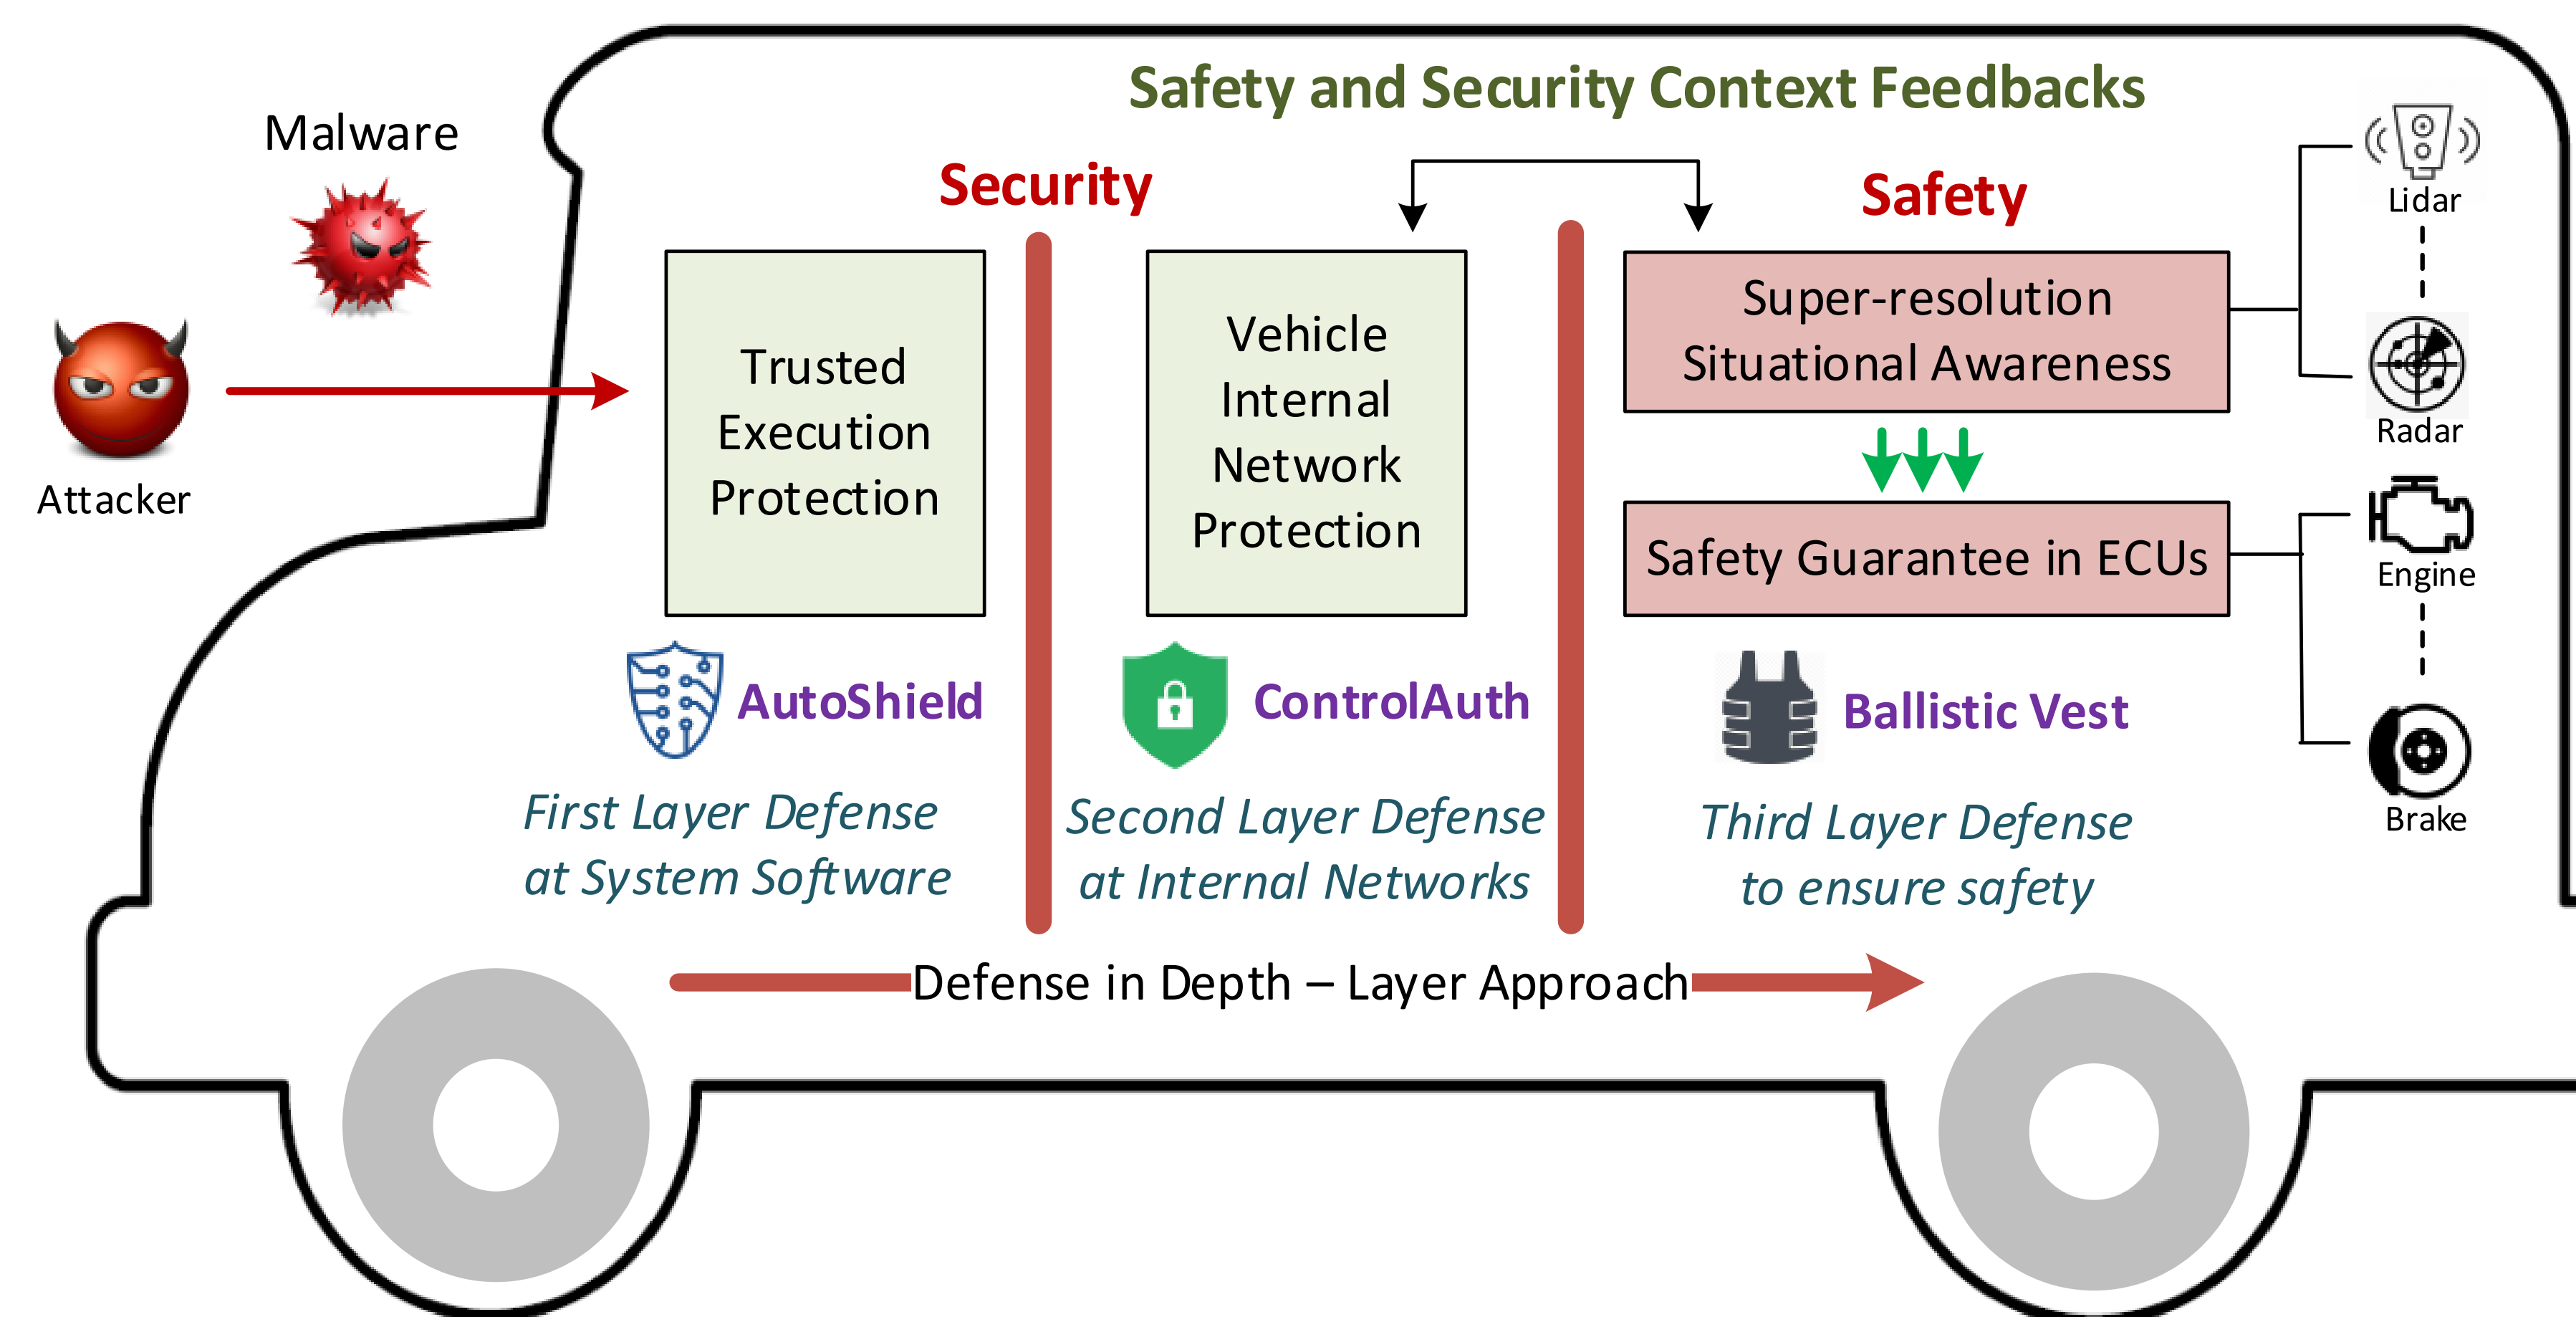 Safety and Security Context Feedbacks
Malware
Attacker
Security
Safety
Trusted
Execution
Protection
Vehicle
Internal
Network
Protection
Super-resolution
Situational Awareness
Safety Guarantee in ECUs
Lidar
Radar
Engine
Brake
AutoShield
ControlAuth
Ballistic Vest
First Layer Defense
at System Software
Second Layer Defense
at Internal Networks
Third Layer Defense
to ensure safety
Defense in Depth – Layer Approach